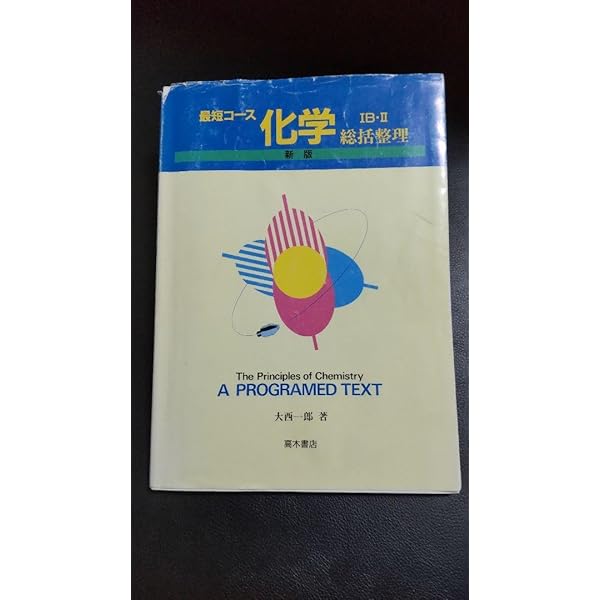 最短コース 化学 IB・II 総括整理
新版
The Principles of Chemistry
A PROGRAMED TEXT
大西一郎 著
高木書店